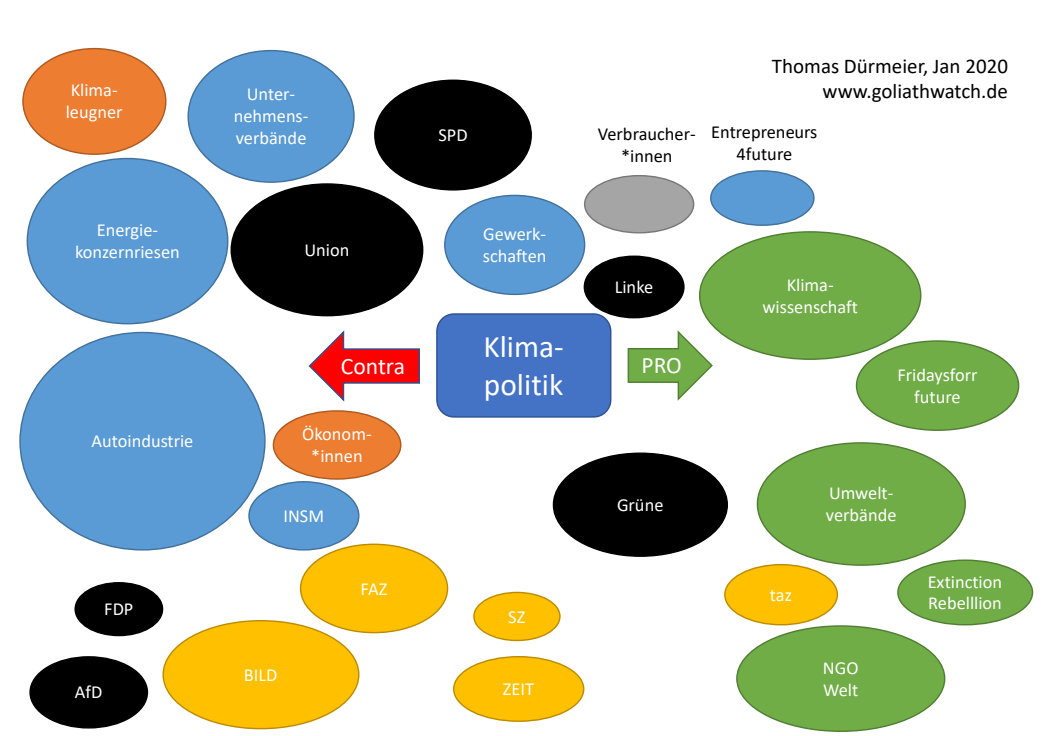 Thomas Dürmeier, Jan 2020
www.goliathwatch.de
Klima-
leugner
Unter-
nehmens-
verbände
SPD
Verbraucher-
*innen
Entrepreneurs
4future
Energie-
konzernriesen
Union
Gewerk-
schaften
Linke
Klima-
wissenschaft
Contra
Klima-
politik
PRO
Fridaysforr
future
Autoindustrie
Ökonom-
*innen
INSM
Grüne
Umwelt-
verbände
FDP
FAZ
SZ
taz
Extinction
Rebelllion
AfD
BILD
ZEIT
NGO
Welt